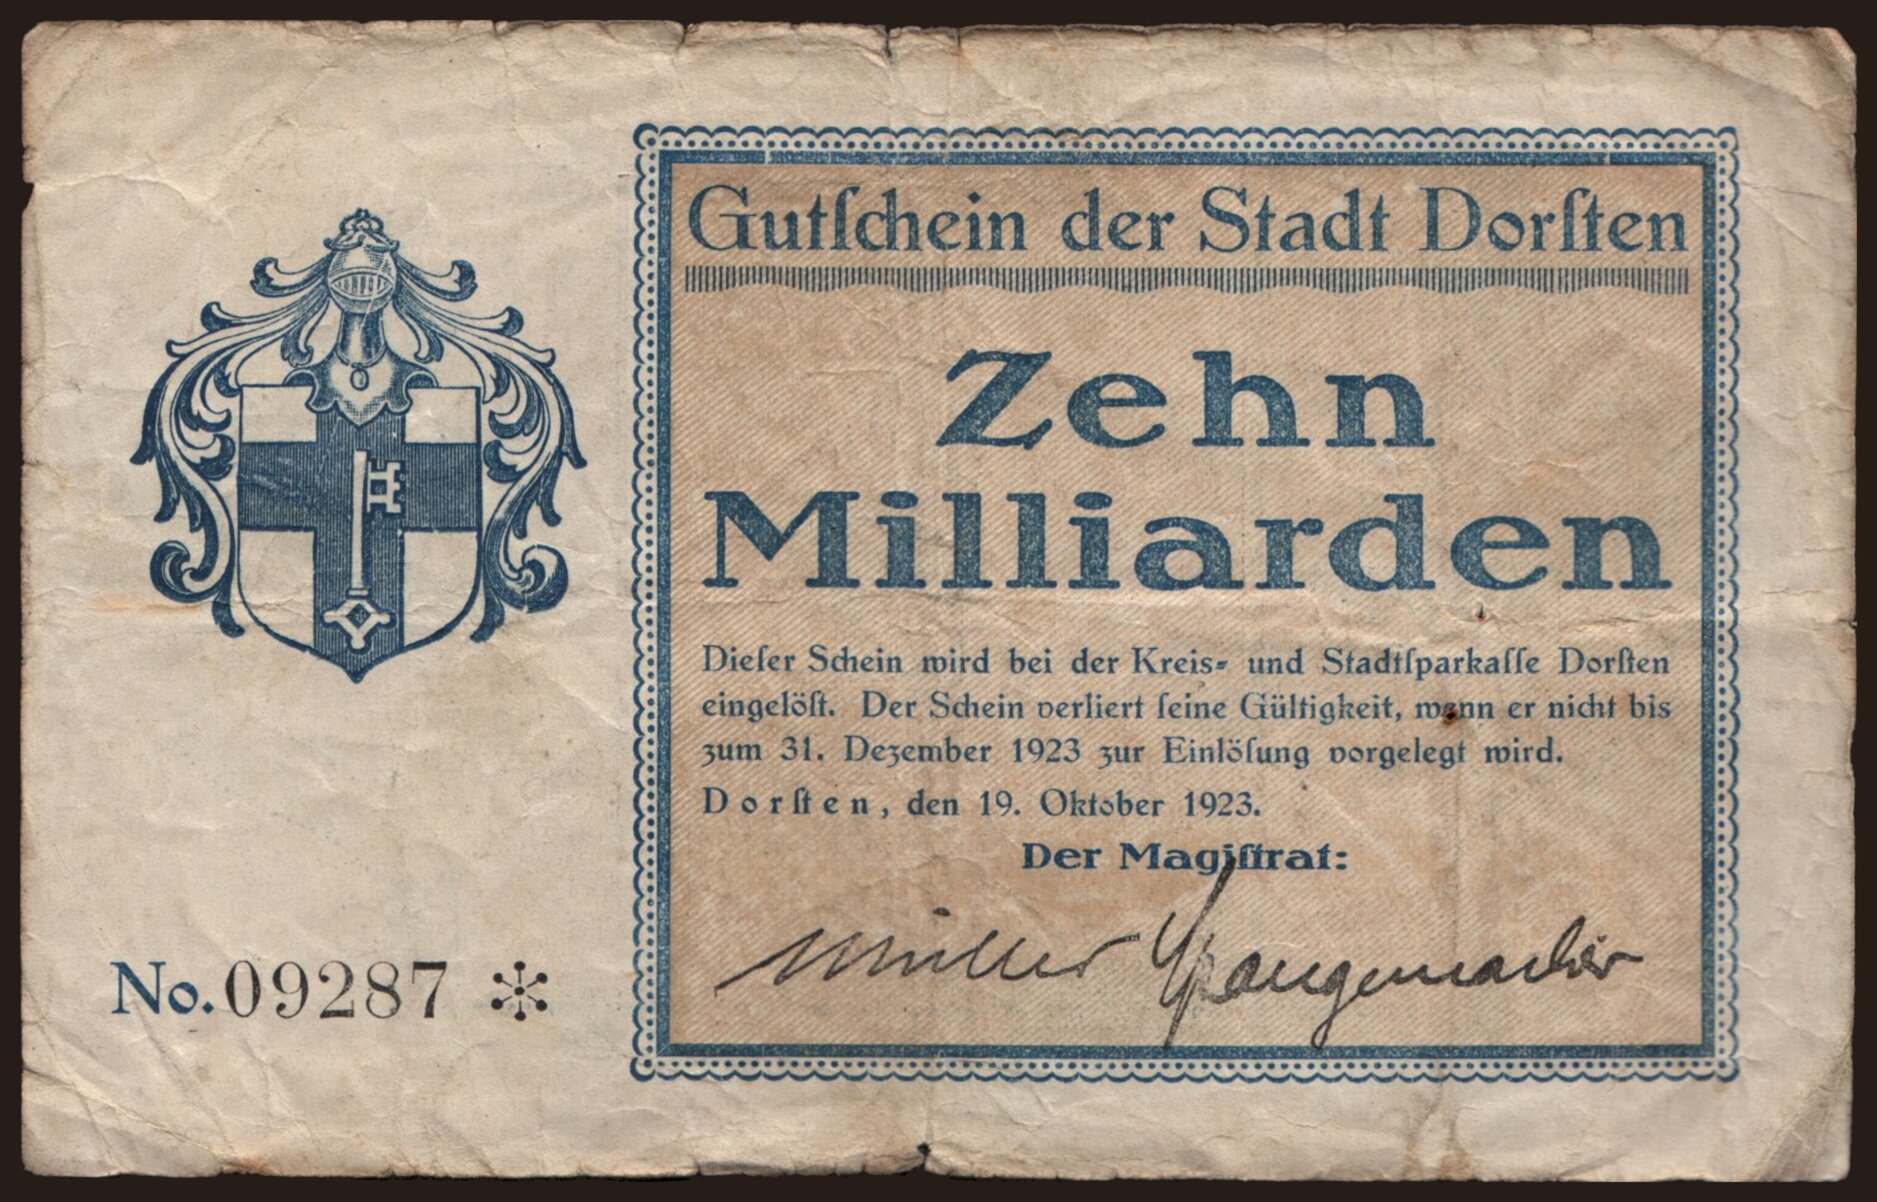 Gutſchein der Stadt Dorſten
Zehn
Milliarden
Dieſer Schein wird bei der Kreis- und Stadtſparkaſſe Dorſten
eingelöſt. Der Schein verliert ſeine Gültigkeit, wenn er nicht bis
zum 31. Dezember 1923 zur Einlöſung vorgelegt wird.
Dorſten, den 19. Oktober 1923.
Der Magiſtrat:
Müller Spangemacher
No. 09287 *